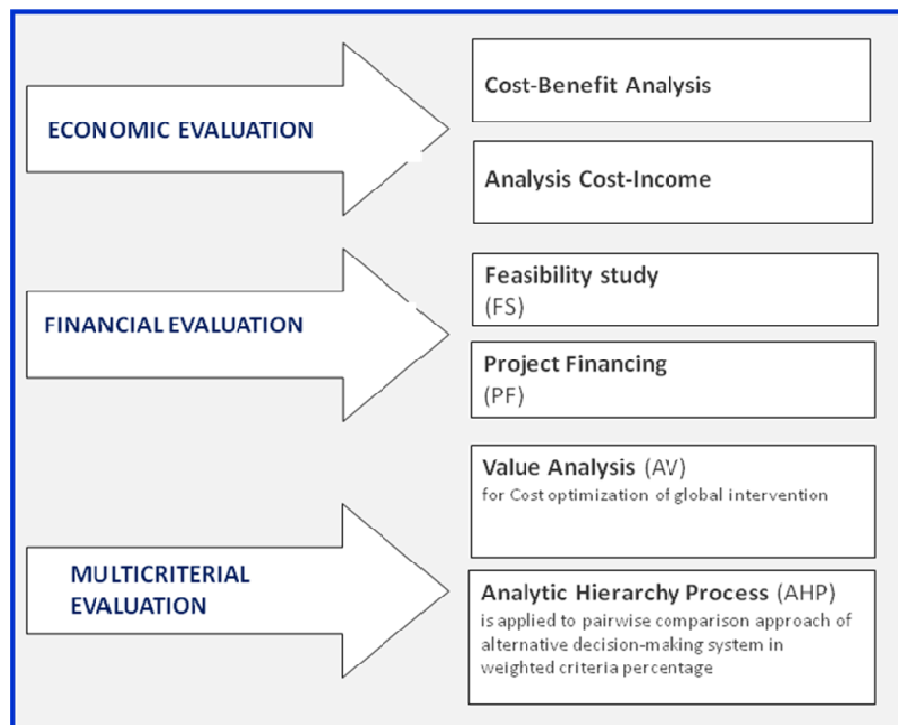 ECONOMIC EVALUATION
Cost-Benefit Analysis
Analysis Cost-Income
FINANCIAL EVALUATION
Feasibility study
(FS)
Project Financing
(PF)
MULTICRITERIAL
EVALUATION
Value Analysis (AV)
for Cost optimization of global intervention
Analytic Hierarchy Process (AHP)
is applied to pairwise comparison approach of
alternative decision-making system in
weighted criteria percentage